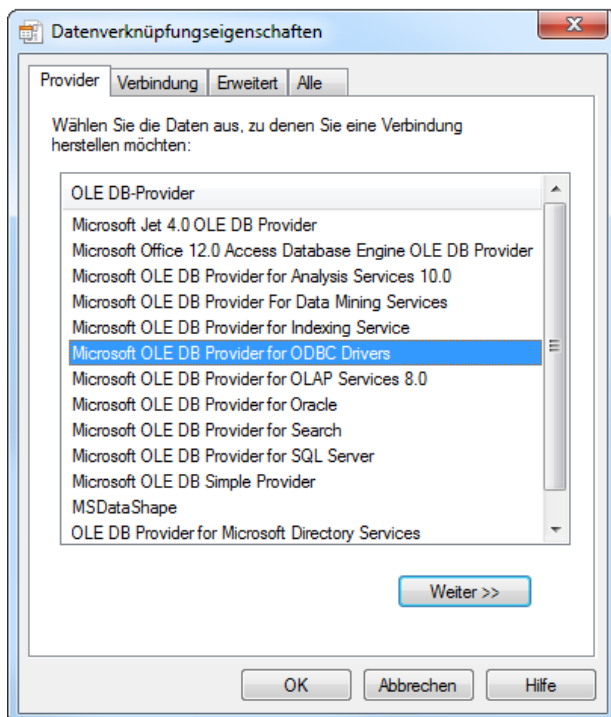 Datenverknüpfungseigenschaften
Provider Verbindung Erweitert Alle
Wählen Sie die Daten aus, zu denen Sie eine Verbindung
herstellen möchten:
OLE DB-Provider
Microsoft Jet 4.0 OLE DB Provider
Microsoft Office 12.0 Access Database Engine OLE DB Provider
Microsoft OLE DB Provider for Analysis Services 10.0
Microsoft OLE DB Provider For Data Mining Services
Microsoft OLE DB Provider for Indexing Service
Microsoft OLE DB Provider for ODBC Drivers
Microsoft OLE DB Provider for OLAP Services 8.0
Microsoft OLE DB Provider for Oracle
Microsoft OLE DB Provider for Search
Microsoft OLE DB Provider for SQL Server
Microsoft OLE DB Simple Provider
MSDataShape
OLE DB Provider for Microsoft Directory Services
Weiter >>
OK Abbrechen Hilfe